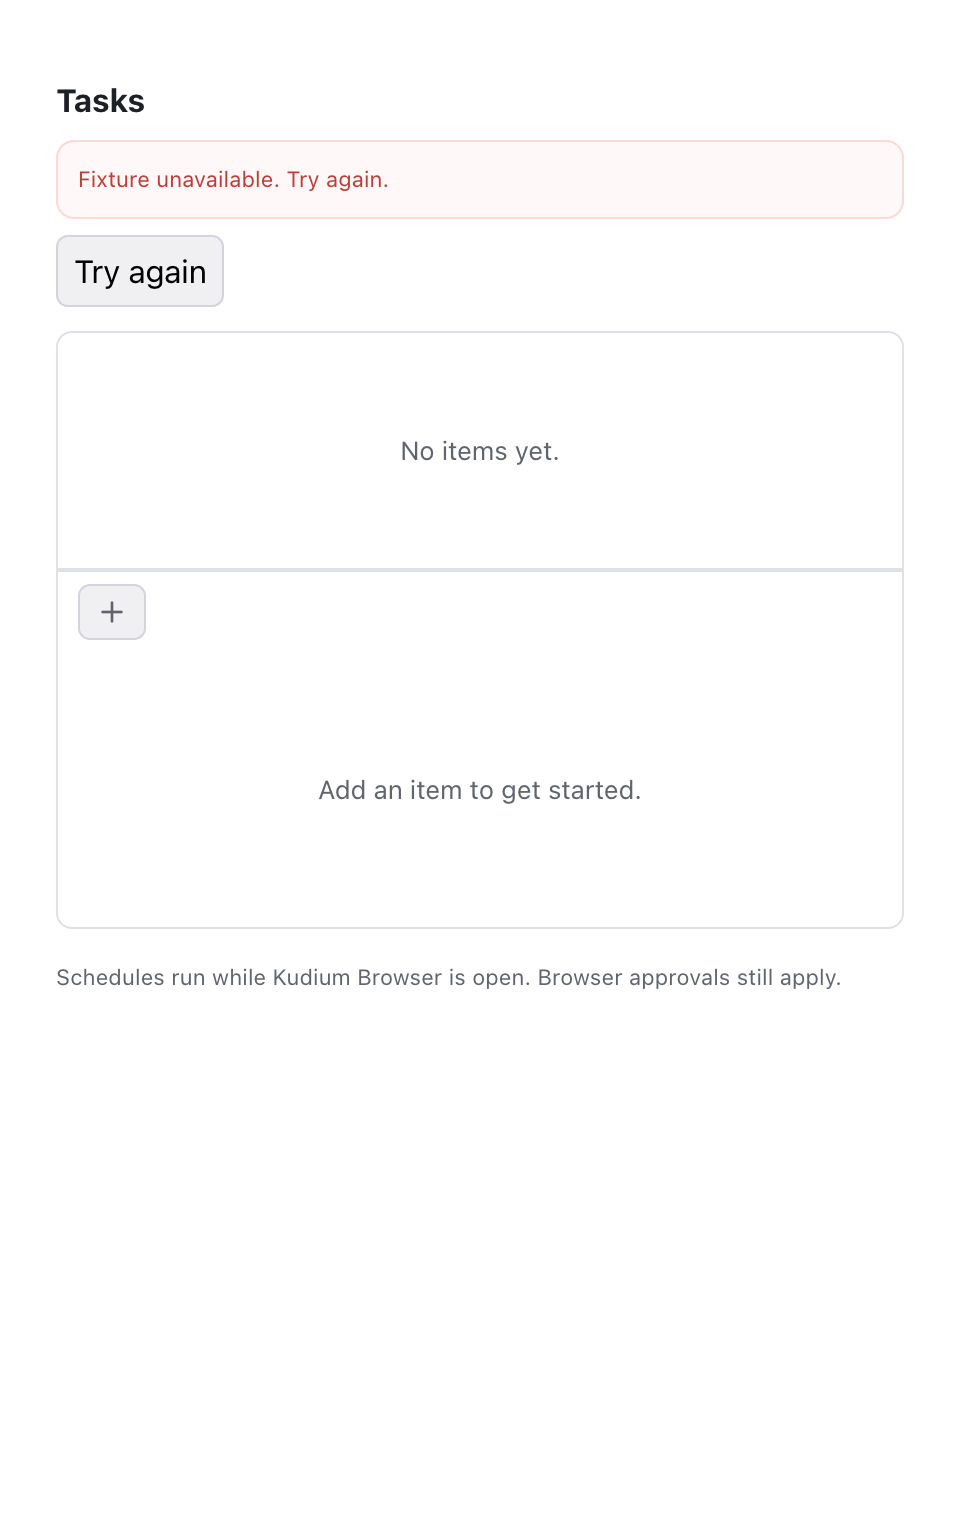 Tasks
Fixture unavailable. Try again.
Try again
No items yet.
+
Add an item to get started.
Schedules run while Kudium Browser is open. Browser approvals still apply.